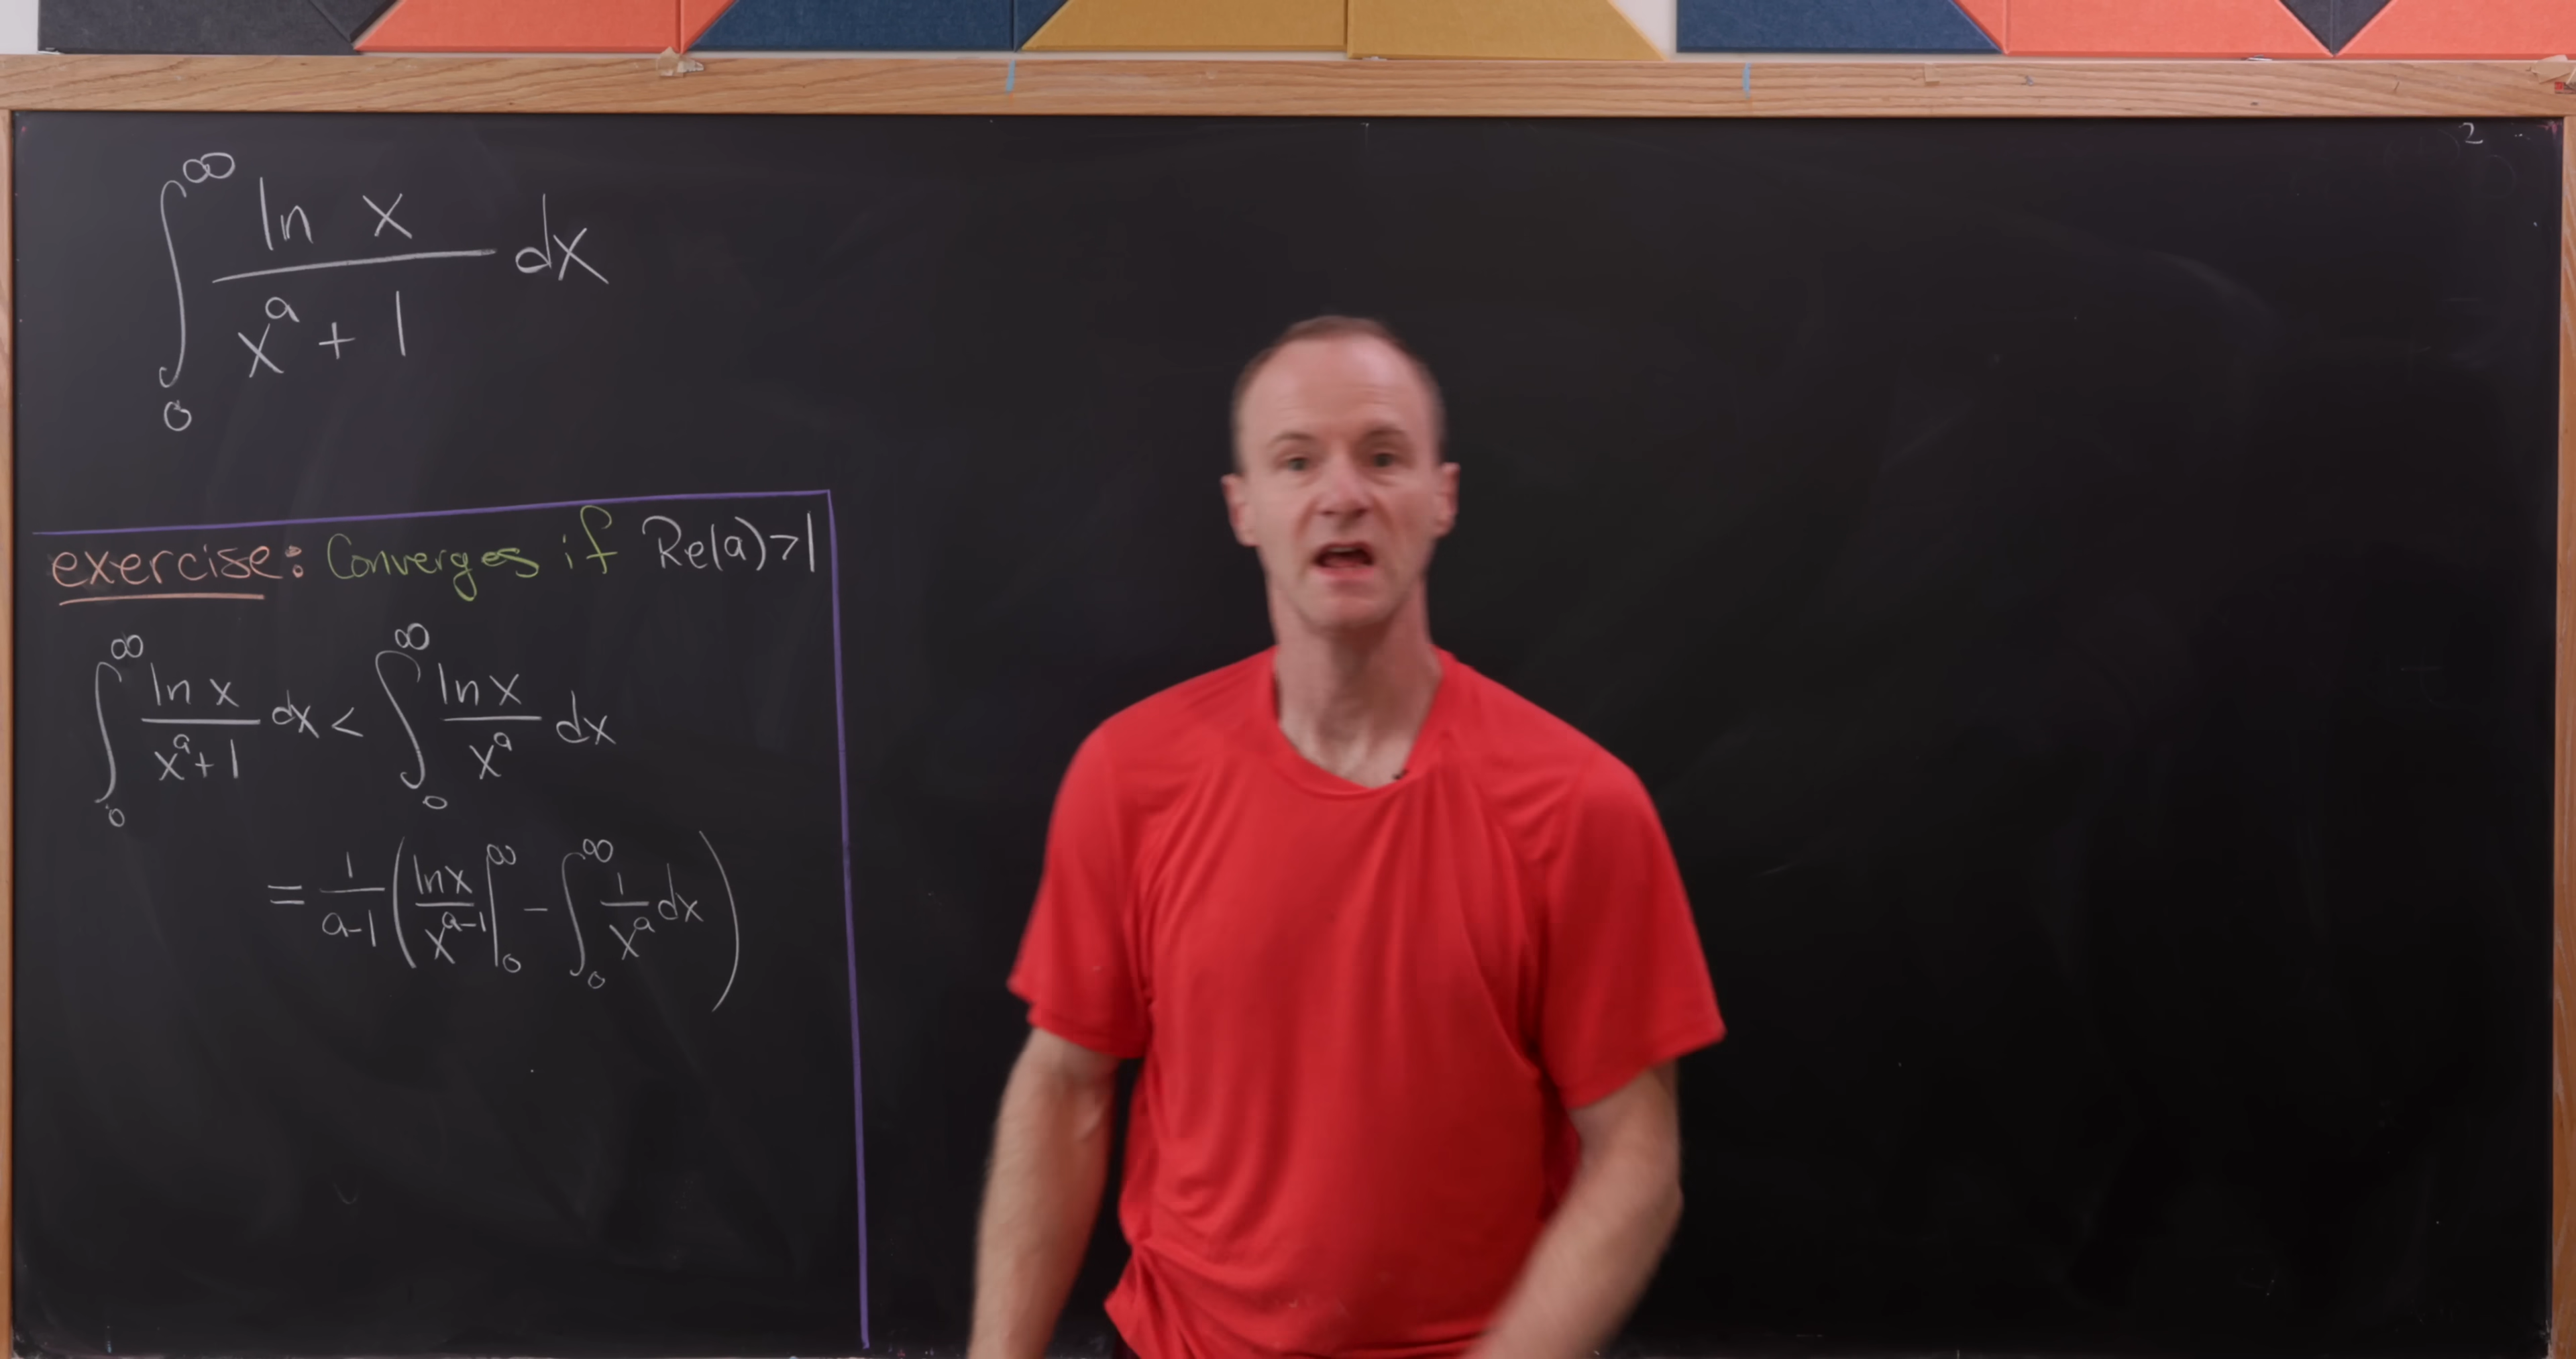 ∫₀^∞ ln x / (x^a + 1) dx
exercise: Converges if Re(a)>1
∫₀^∞ ln x / (x^a+1) dx < ∫₀^∞ ln x / x^a dx
= 1/(a-1) ( ln x / x^(a-1) |₀^∞ - ∫₀^∞ 1/x^a dx )
2